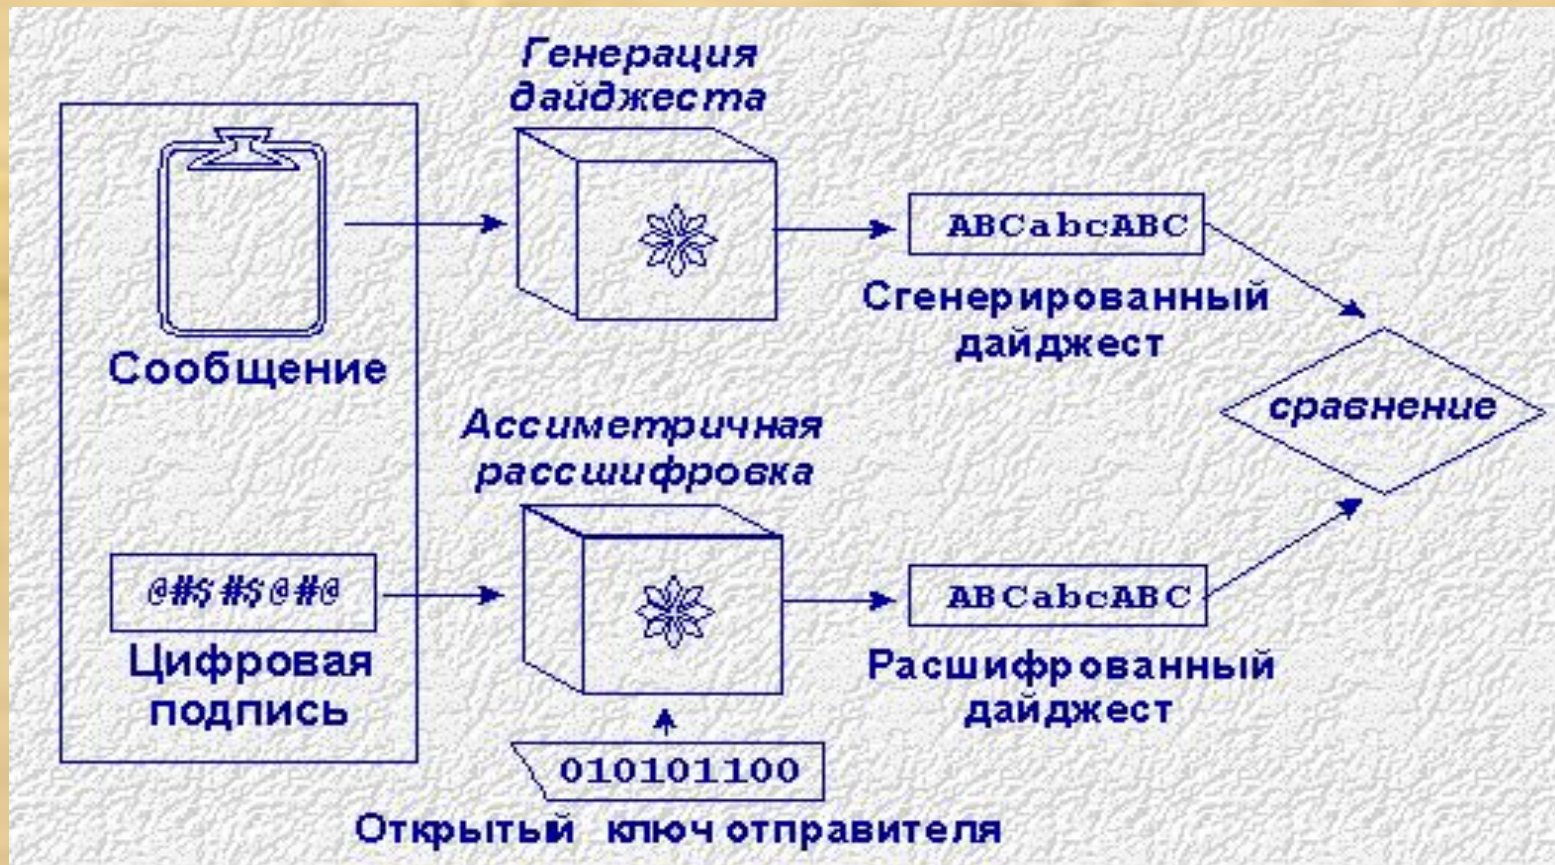 Генерация
дайджеста
ABCabcABC
Сгенерированный
дайджест
Сообщение
сравнение
Ассиметричная
рассшифровка
@#$#$@#@
ABCabcABC
Цифровая
подпись
Расшифрованный
дайджест
010101100
Открытый ключ отправителя